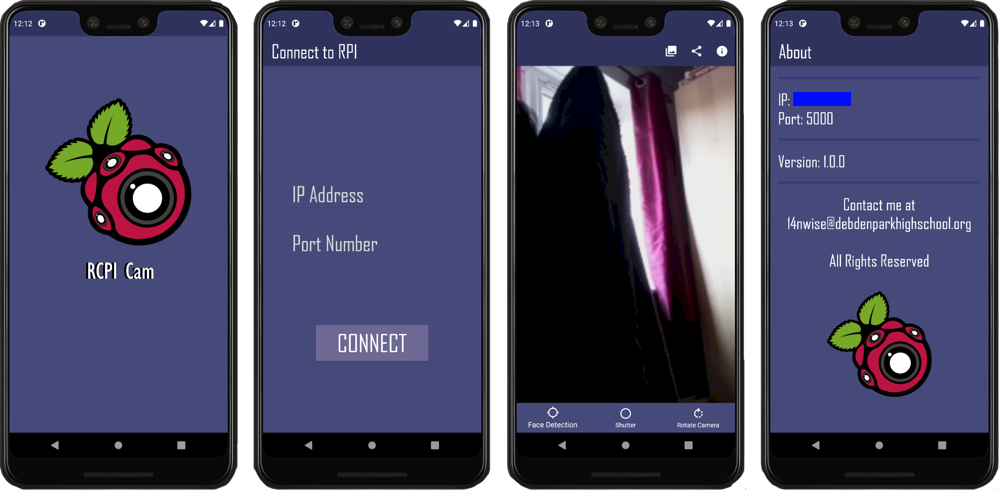 12:12
RCPI Cam
12:12
Connect to RPI
IP Address
Port Number
CONNECT
12:13
Face Detection
Shutter
Rotate Camera
12:13
About
IP:
Port: 5000
Version: 1.0.0
Contact me at
14nwise@debdenparkhighschool.org
All Rights Reserved